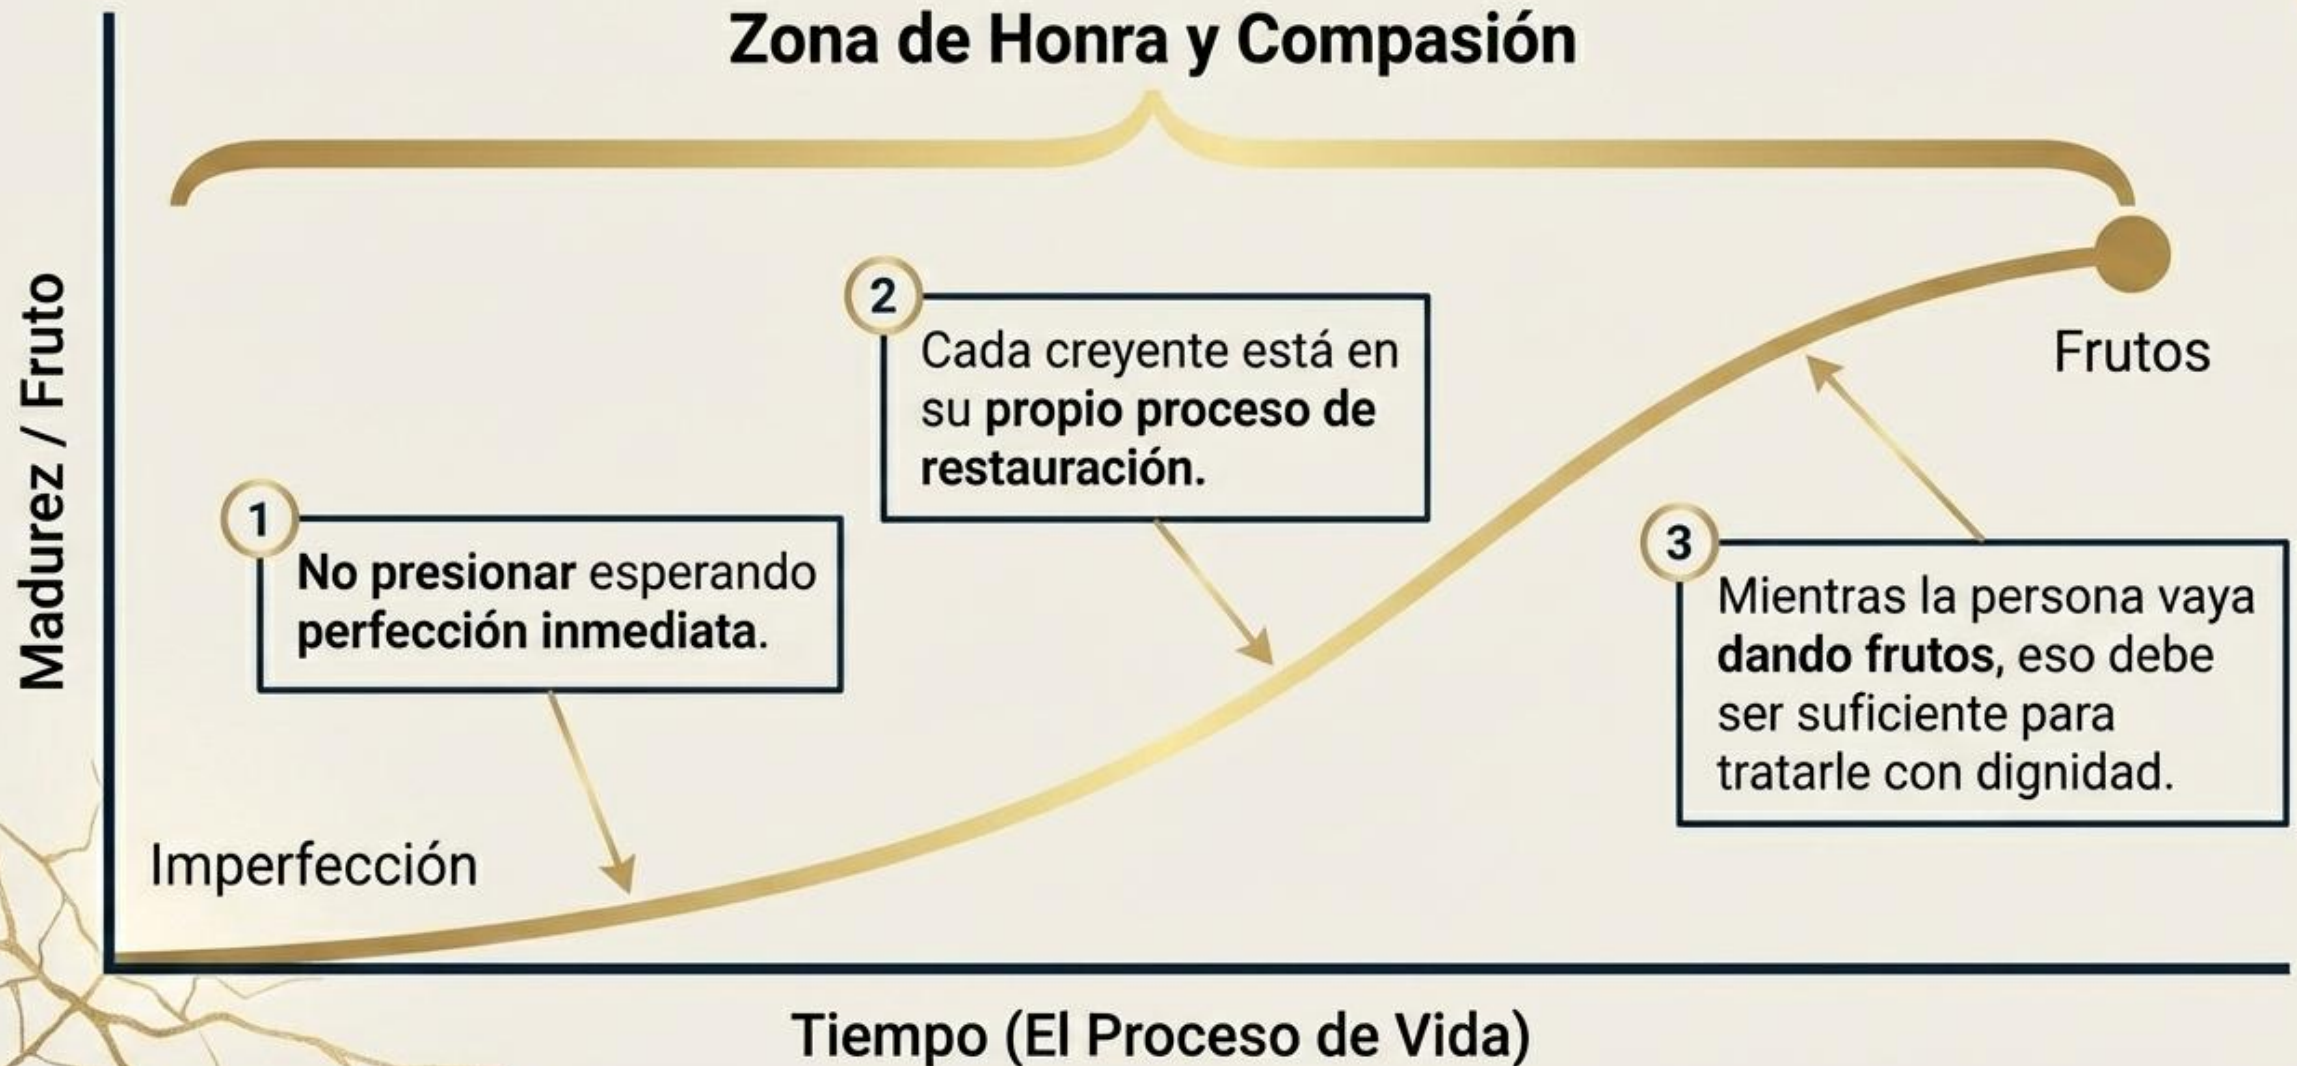 Zona de Honra y Compasión
Madurez / Fruto
2
Cada creyente está en
su propio proceso de
restauración.
Frutos
1
No presionar esperando
perfección inmediata.
3
Mientras la persona vaya
dando frutos, eso debe
ser suficiente para
tratarle con dignidad.
Imperfección
Tiempo (El Proceso de Vida)